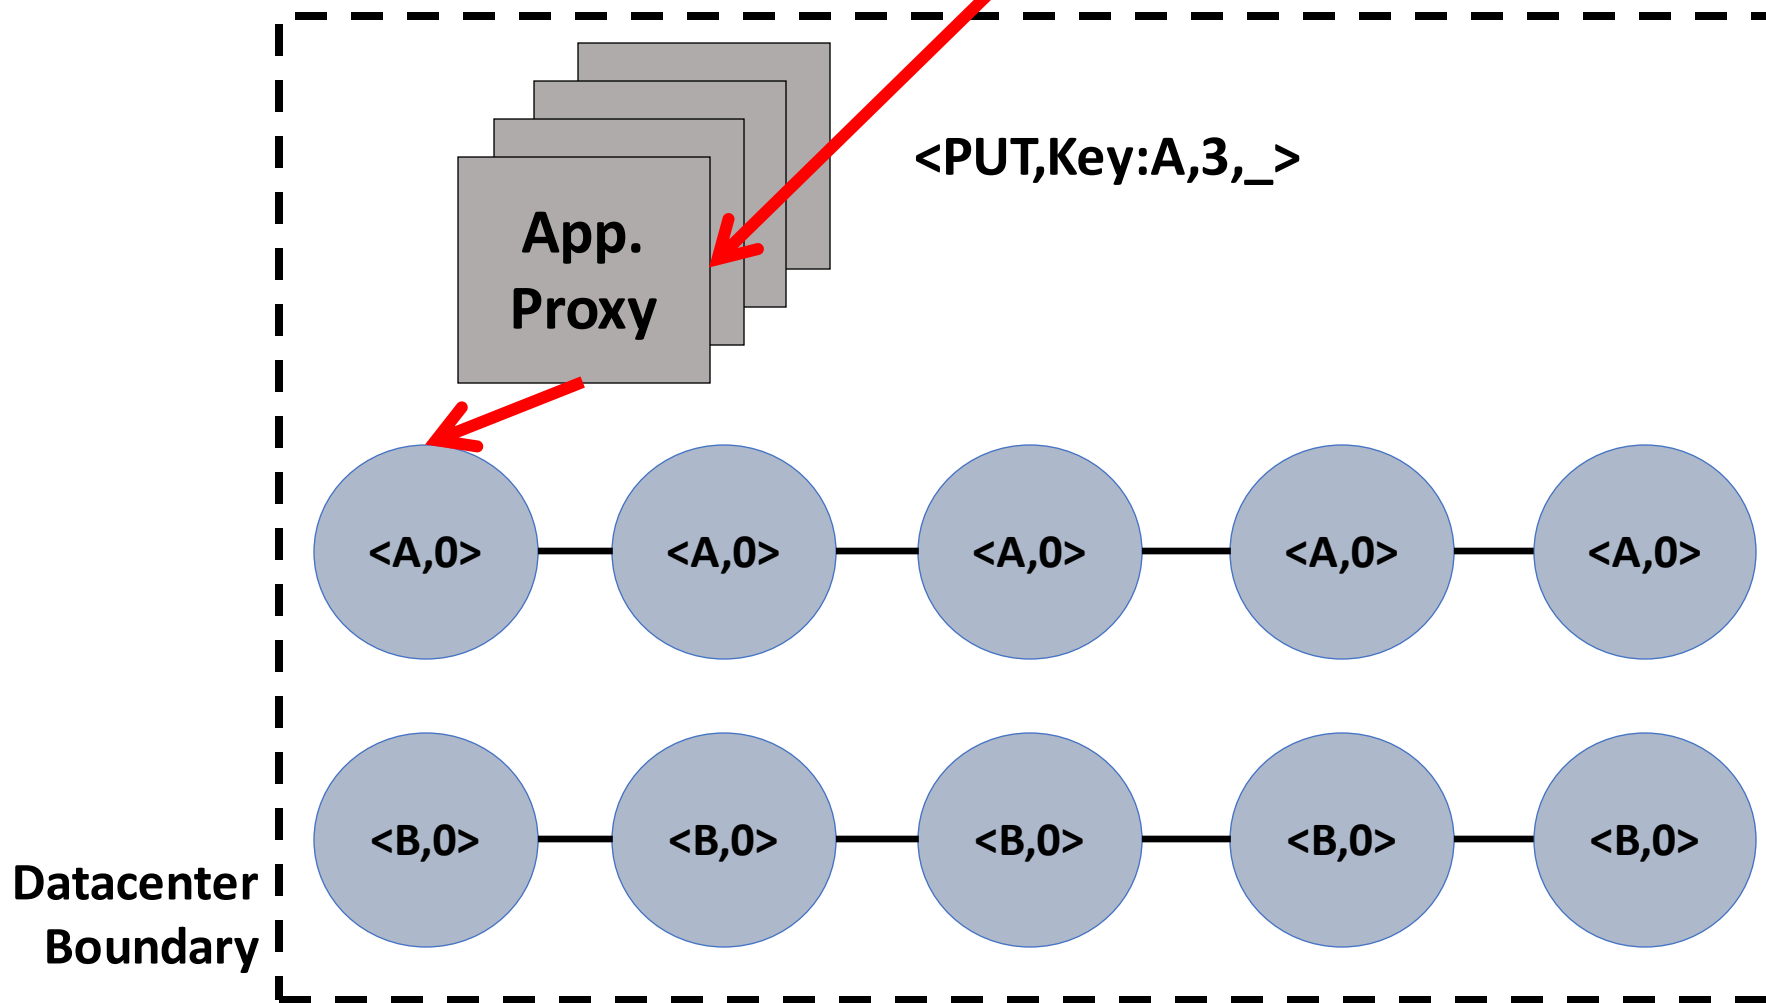 <PUT,Key:A,3,_>
App.
Proxy
<A,0> <A,0> <A,0> <A,0> <A,0>
<B,0> <B,0> <B,0> <B,0> <B,0>
Datacenter
Boundary